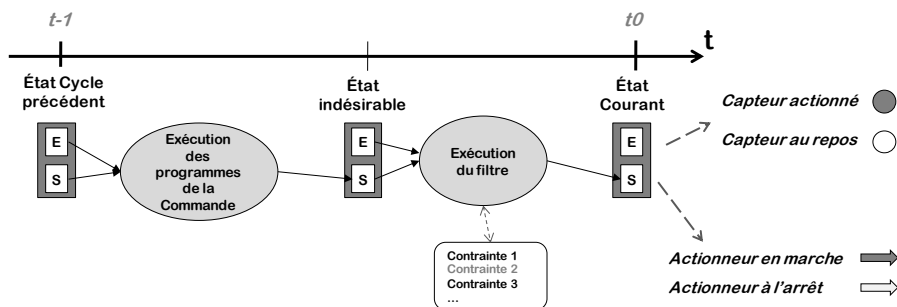 t-1
t0
t
État Cycle
précédent
État
indésirable
État
Courant
Capteur actionné
Capteur au repos
E
S
Exécution
des
programmes
de la
Commande
E
S
Exécution
du filtre
E
S
Contrainte 1
Contrainte 2
Contrainte 3
...
Actionneur en marche
Actionneur à l'arrêt